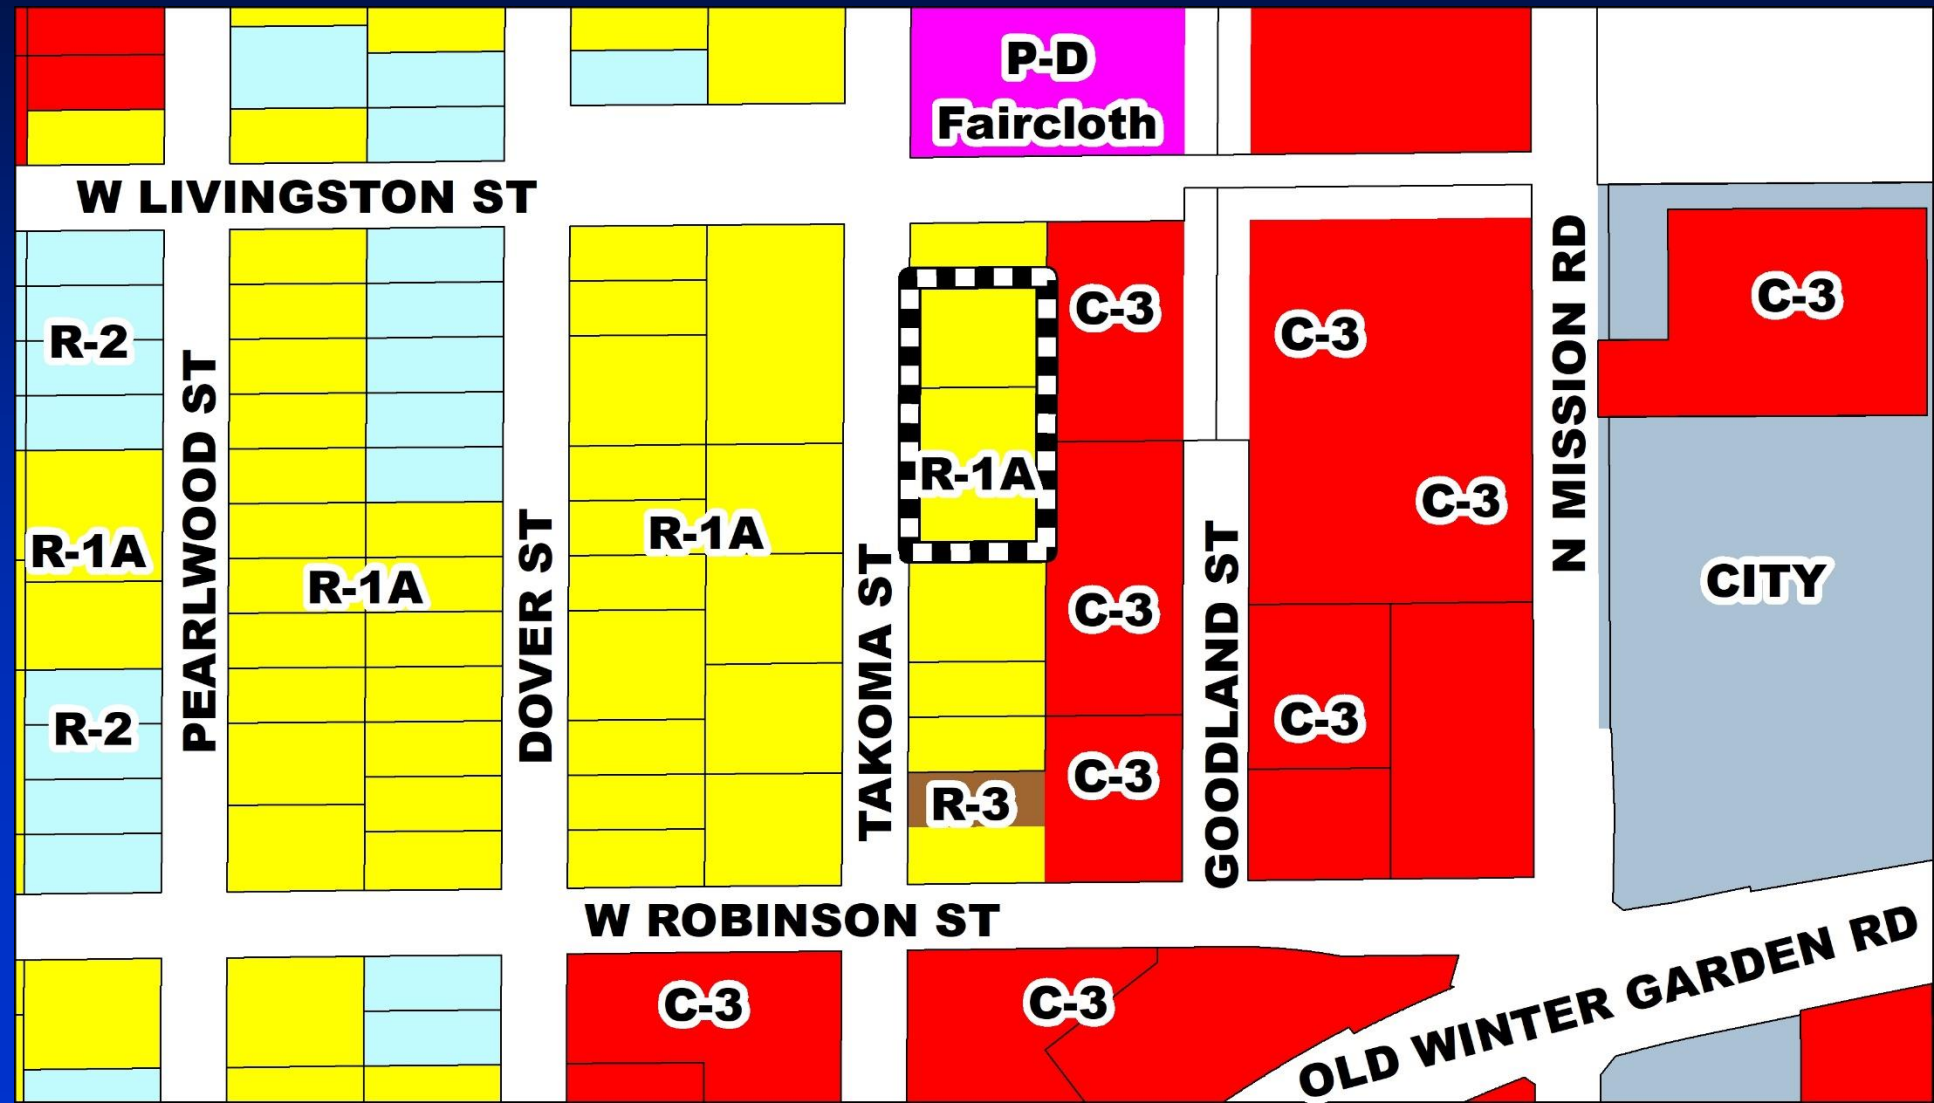 P-D
Faircloth
W LIVINGSTON ST
R-2
PEARLWOOD ST
C-3
C-3
N MISSION RD
C-3
R-1A
C-3
R-1A
R-1A
R-1A
DOVER ST
TAKOMA ST
C-3
GOODLAND ST
CITY
R-2
C-3
C-3
R-3
W ROBINSON ST
C-3
C-3
OLD WINTER GARDEN RD